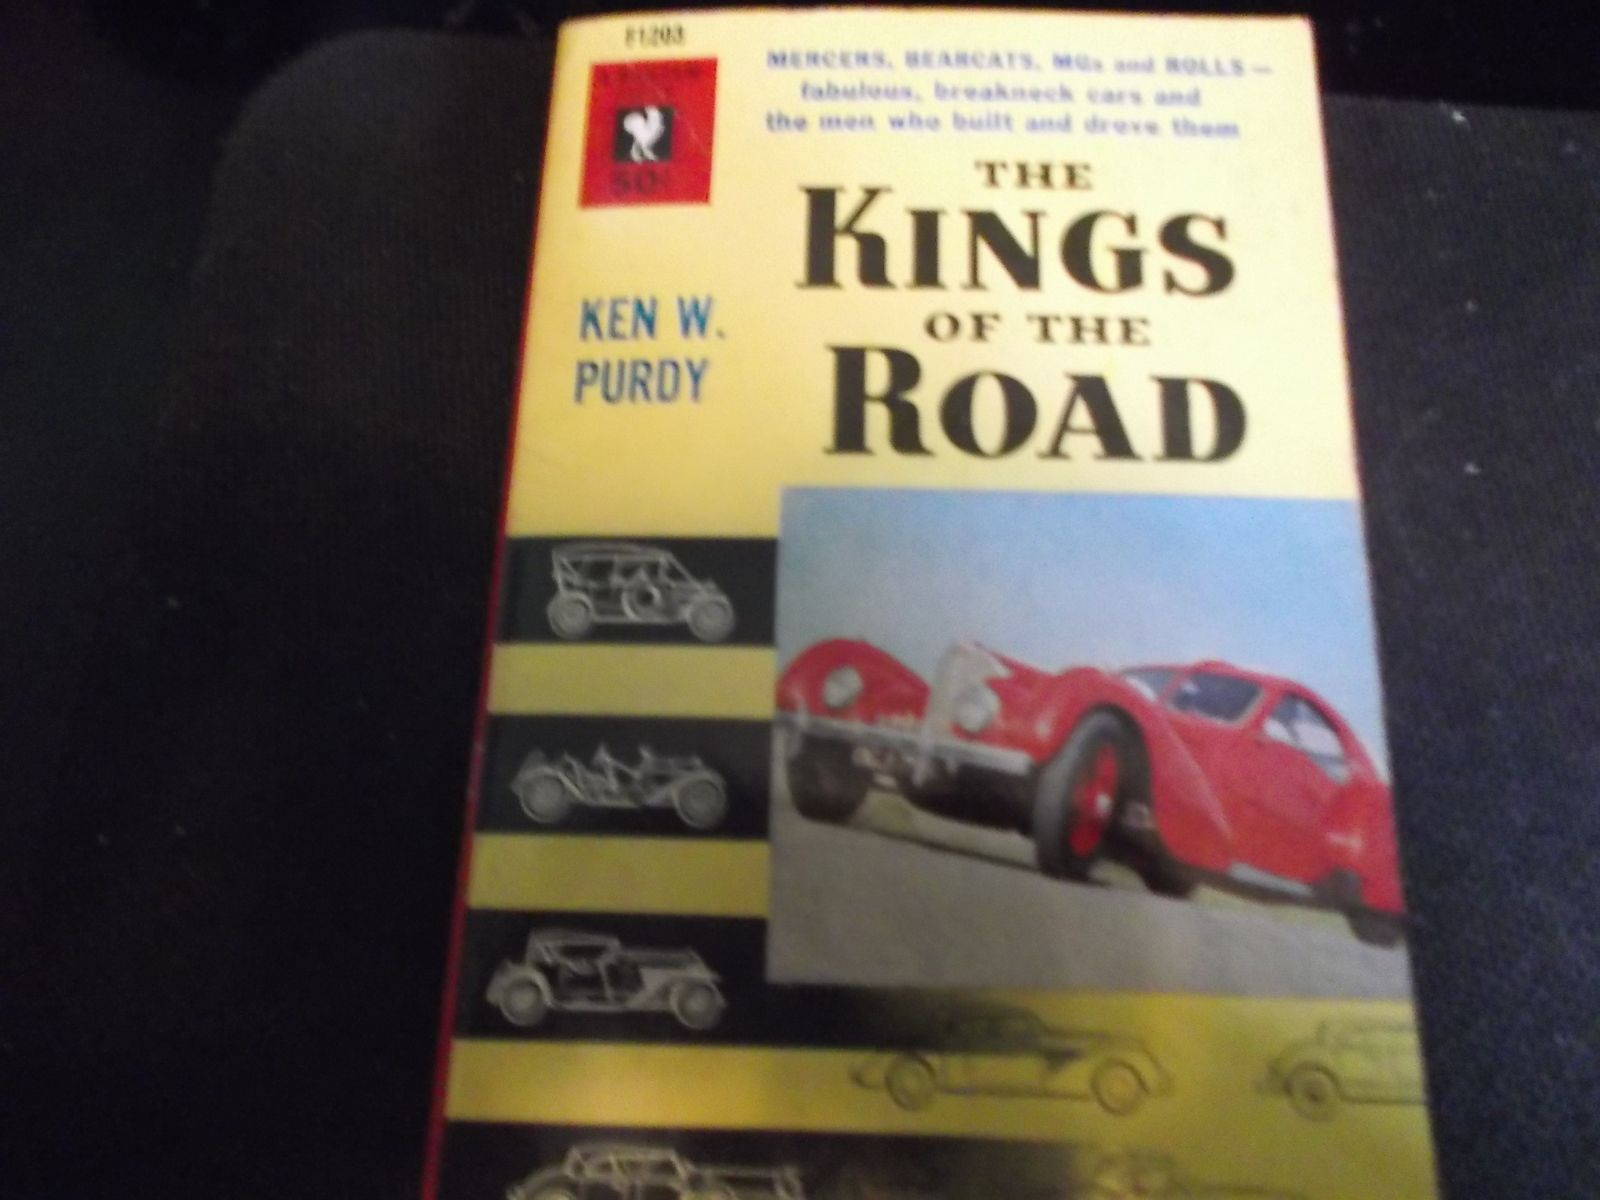 F1203
50¢
MERCERS, BEARCATS, MGs and ROLLS —
fabulous, breakneck cars and
the men who built and drove them
THE
KINGS
OF THE
ROAD
KEN W.
PURDY